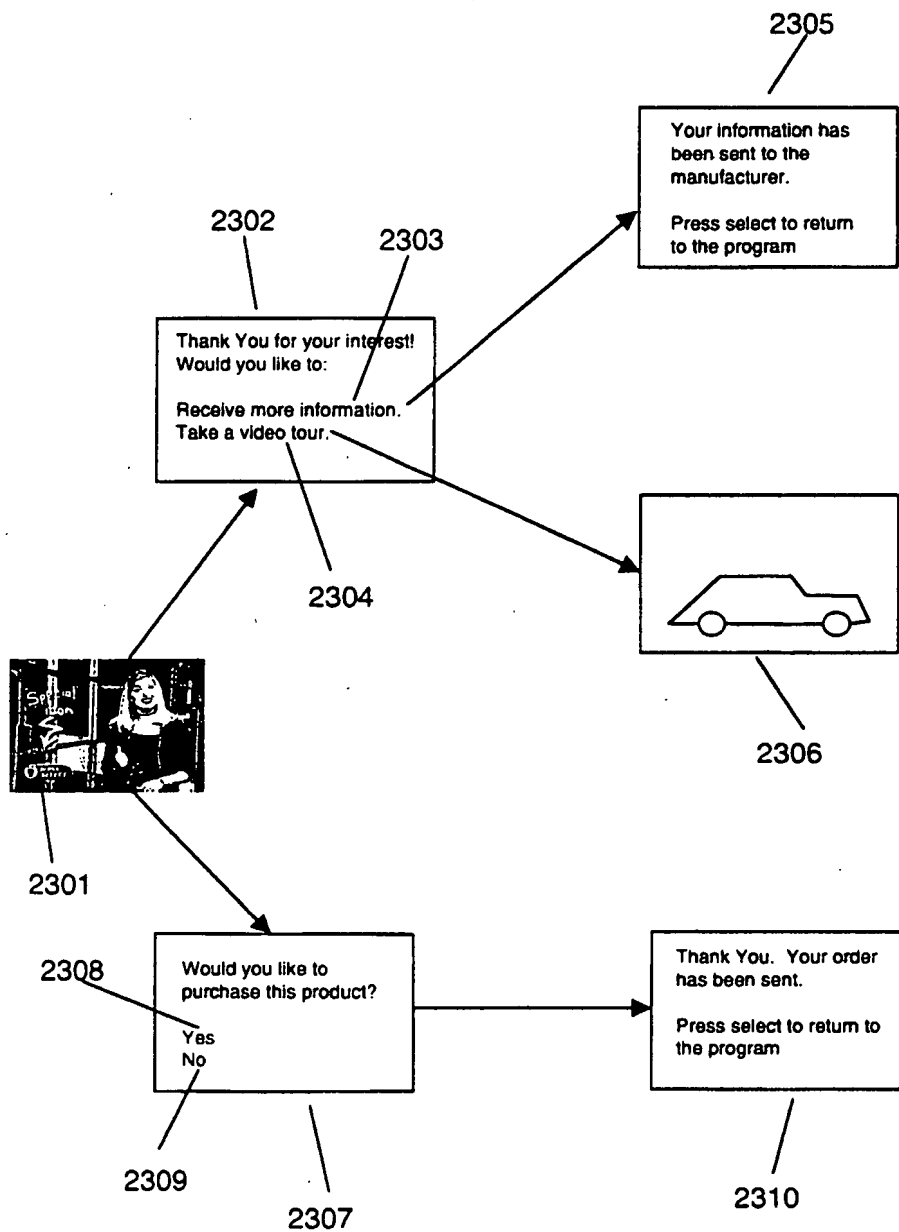 2305
Your information has
been sent to the
manufacturer.
Press select to return
to the program
2302
2303
Thank You for your interest!
Would you like to:
Receive more information.
Take a video tour.
2304
2306
Special
Icon
2301
2308
Would you like to
purchase this product?
Yes
No
2309
2307
Thank You. Your order
has been sent.
Press select to return to
the program
2310